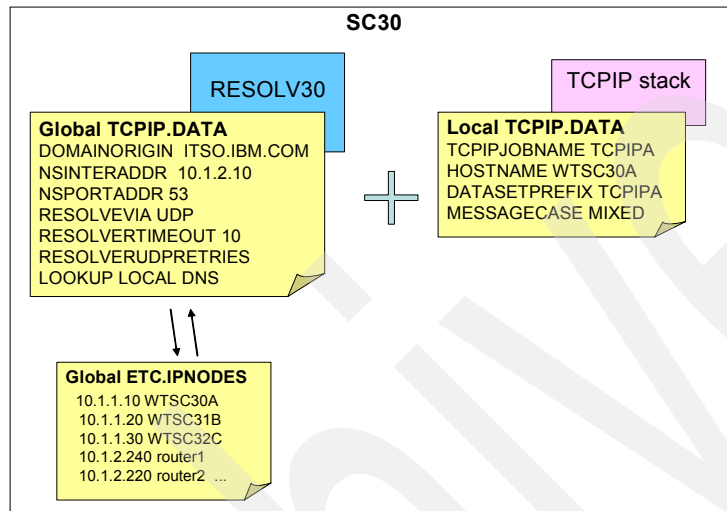 SC30
RESOLV30
Global TCPIP.DATA
DOMAINORIGIN ITSO.IBM.COM
NSINTERADDR 10.1.2.10
NSPORTADDR 53
RESOLVEVIA UDP
RESOLVERTIMEOUT 10
RESOLVERUDPRETRIES
LOOKUP LOCAL DNS
TCPIP stack
Local TCPIP.DATA
TCPIPJOBNAME TCPIPA
HOSTNAME WTSC30A
DATASETPREFIX TCPIPA
MESSAGECASE MIXED
Global ETC.IPNODES
10.1.1.10 WTSC30A
10.1.1.20 WTSC31B
10.1.1.30 WTSC32C
10.1.2.240 router1
10.1.2.220 router2 ...